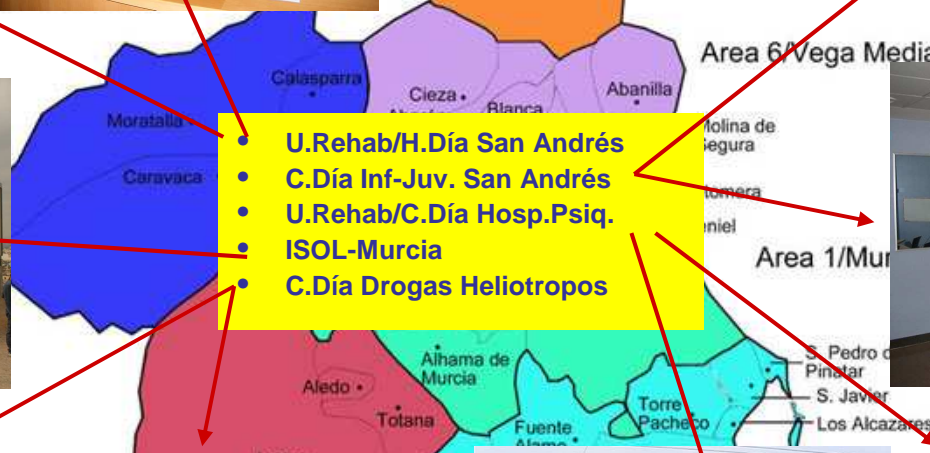 Area 6/Vega Media
Calasparra
Cieza
Abanilla
Blanca
Moratalla
Molina de
Segura
Caravaca
• U.Rehab/H.Día San Andrés
• C.Día Inf-Juv. San Andrés
• U.Rehab/C.Día Hosp.Psiq.
• ISOL-Murcia
• C.Día Drogas Heliotropos
Area 1/Mur
Alhama de
Murcia
Aledo
Totana
Fuente
Alamo
Torre
Pacheco
S. Pedro d
Pinatar
S. Javier
Los Alcazares